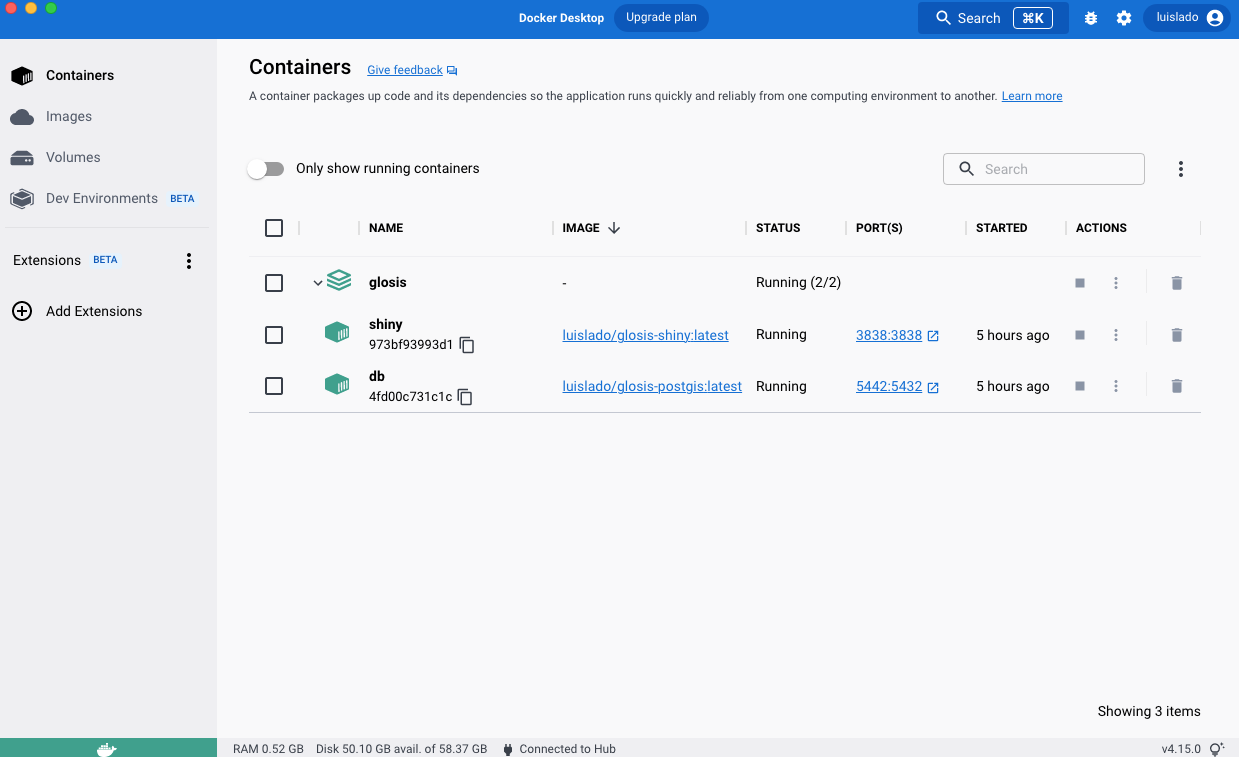 Docker Desktop Upgrade plan Search ⌘K luislado
Containers
Images
Volumes
Dev Environments BETA
Extensions BETA
Add Extensions
Containers Give feedback
A container packages up code and its dependencies so the application runs quickly and reliably from one computing environment to another. Learn more
Only show running containers Search
NAME IMAGE STATUS PORT(S) STARTED ACTIONS
glosis - Running (2/2)
shiny
973bf93993d1 luislado/glosis-shiny:latest Running 3838:3838 5 hours ago
db
4fd00c731c1c luislado/glosis-postgis:latest Running 5442:5432 5 hours ago
Showing 3 items
RAM 0.52 GB Disk 50.10 GB avail. of 58.37 GB Connected to Hub v4.15.0